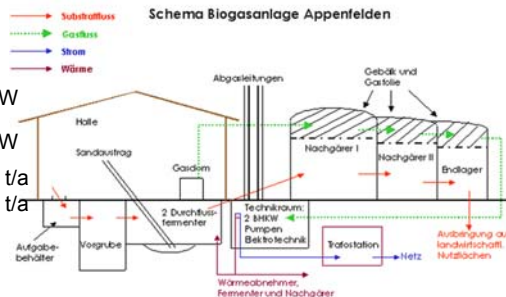 Schema Biogasanlage Appenfelden
Substratfluss
Gasfluss
Strom
Wärme
W
W
t/a
t/a
Abgasleitungen
Gebälk und
Gasfolie
Halle
Sandaustrag
Gasdom
Nachgärer I
Nachgärer II
Endlager
2 Durchfluss-
fermenter
Technikraum:
2 BHKW
Pumpen
Elektrotechnik
Aufgabe-
behälter
Vorgrube
Trafostation
Netz
Ausbringung au
landwirtschaftl.
Nutzflächen
Wärmeabnehmer,
Fermenter und Nachgärer